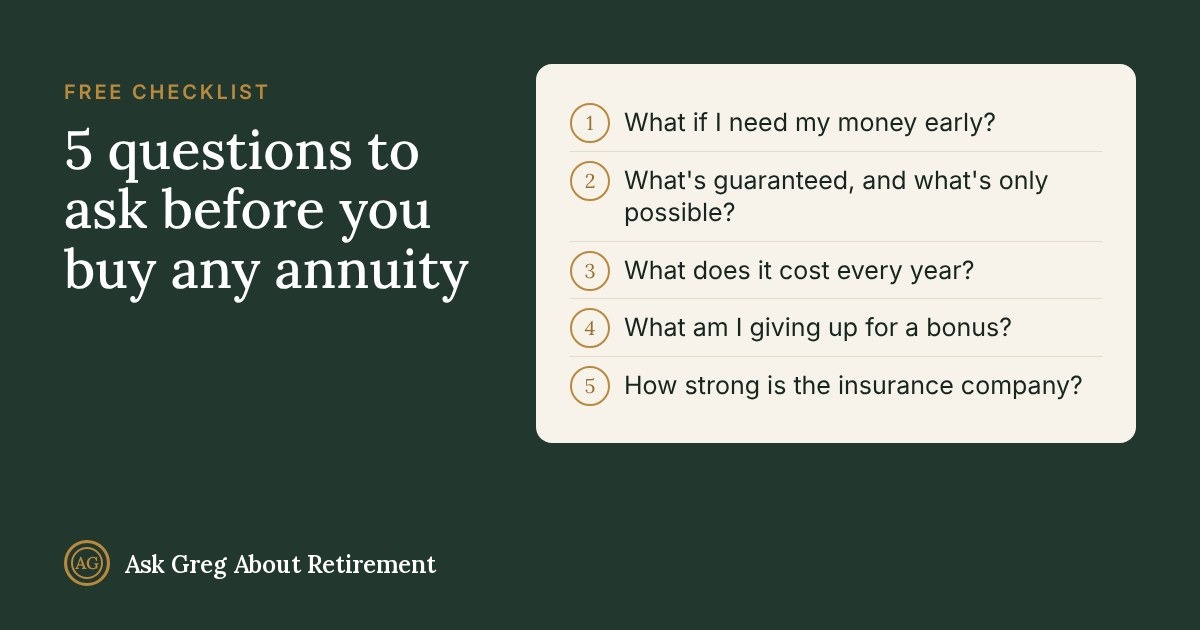 FREE CHECKLIST
5 questions to
ask before you
buy any annuity
1 What if I need my money early?
2 What's guaranteed, and what's only
possible?
3 What does it cost every year?
4 What am I giving up for a bonus?
5 How strong is the insurance company?
AG Ask Greg About Retirement